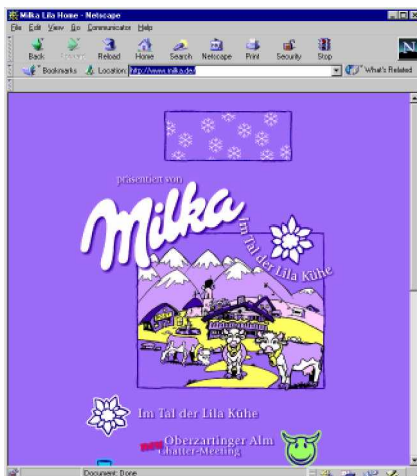 Milka Lila Home - Netscape
File Edit View Go Communicator Help
Back Forward Reload Home Search Netscape Print Security Stop
Bookmarks Location: http://www.milka.de/ What's Related
präsentiert von
Milka
Im Tal der Lila Kühe
Im Tal der Lila Kühe
Oberzartinger Alm
Chatter-Meeting
Document: Done